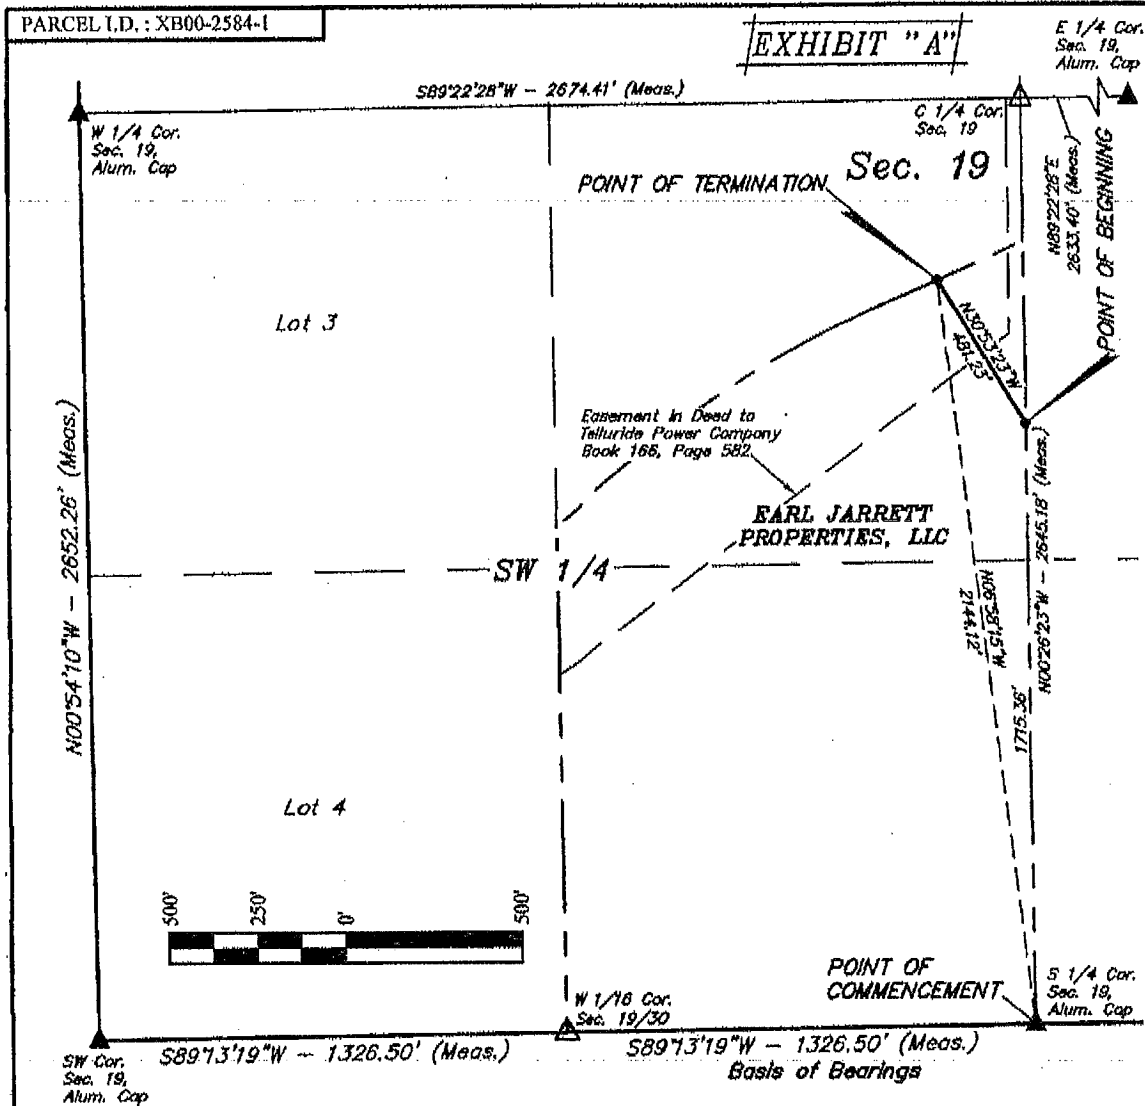 PARCEL I.D. : XB00-2584-1
EXHIBIT "A"
E 1/4 Cor.
Sec. 19,
Alum. Cap
S89°22'28"W - 2674.41' (Meas.)
W 1/4 Cor.
Sec. 19,
Alum. Cap
C 1/4 Cor.
Sec. 19
Sec. 19
N89°22'28"E
2633.40' (Meas.)
POINT OF BEGINNING
POINT OF TERMINATION
Lot 3
N30°53'23"W
481.23'
Easement in Deed to
Telluride Power Company
Book 166, Page 582
EARL JARRETT
PROPERTIES, LLC
N00°54'10"W - 2652.26' (Meas.)
SW 1/4
N06°58'15"W
2144.12'
N00°26'23"W - 2645.18' (Meas.)
1715.36'
Lot 4
500'
250'
0'
500'
POINT OF
COMMENCEMENT
S 1/4 Cor.
Sec. 19,
Alum. Cap
W 1/16 Cor.
Sec. 19/30
SW Cor.
Sec. 19,
Alum. Cap
S89°13'19"W - 1326.50' (Meas.)
S89°13'19"W - 1326.50' (Meas.)
Basis of Bearings